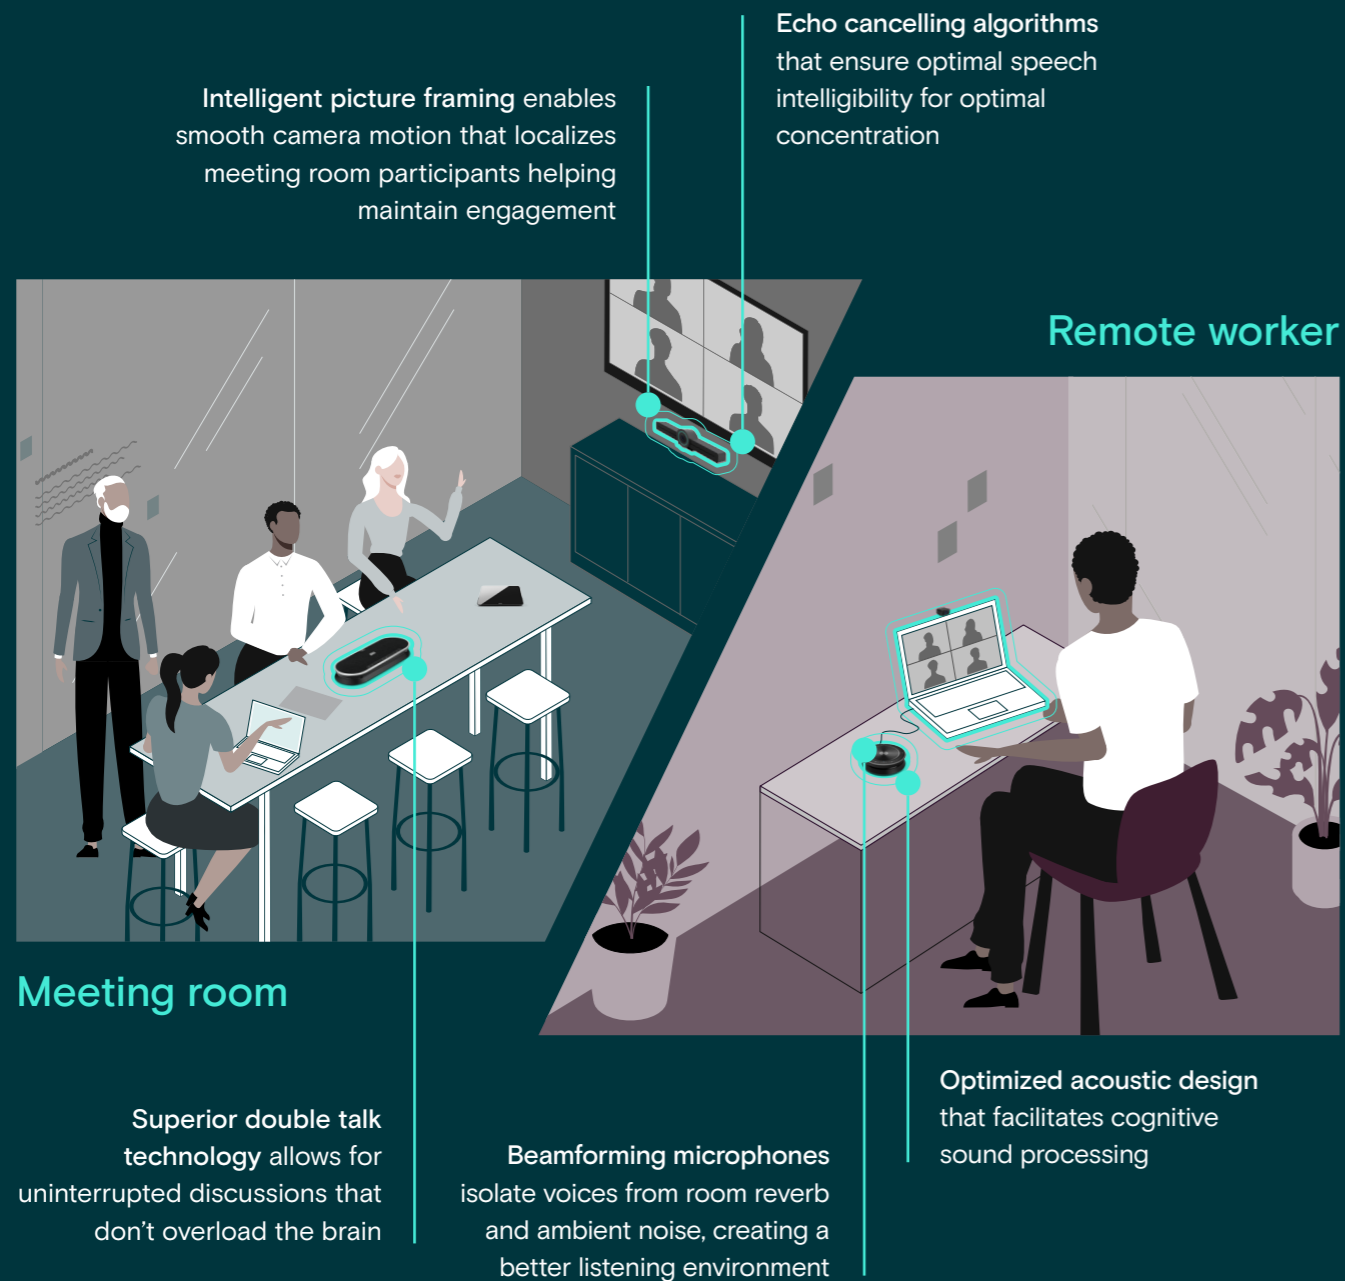 Echo cancelling algorithms
that ensure optimal speech
intelligibility for optimal
concentration
Intelligent picture framing enables
smooth camera motion that localizes
meeting room participants helping
maintain engagement
Remote worker
Meeting room
Superior double talk
technology allows for
uninterrupted discussions that
don’t overload the brain
Beamforming microphones
isolate voices from room reverb
and ambient noise, creating a
better listening environment
Optimized acoustic design
that facilitates cognitive
sound processing